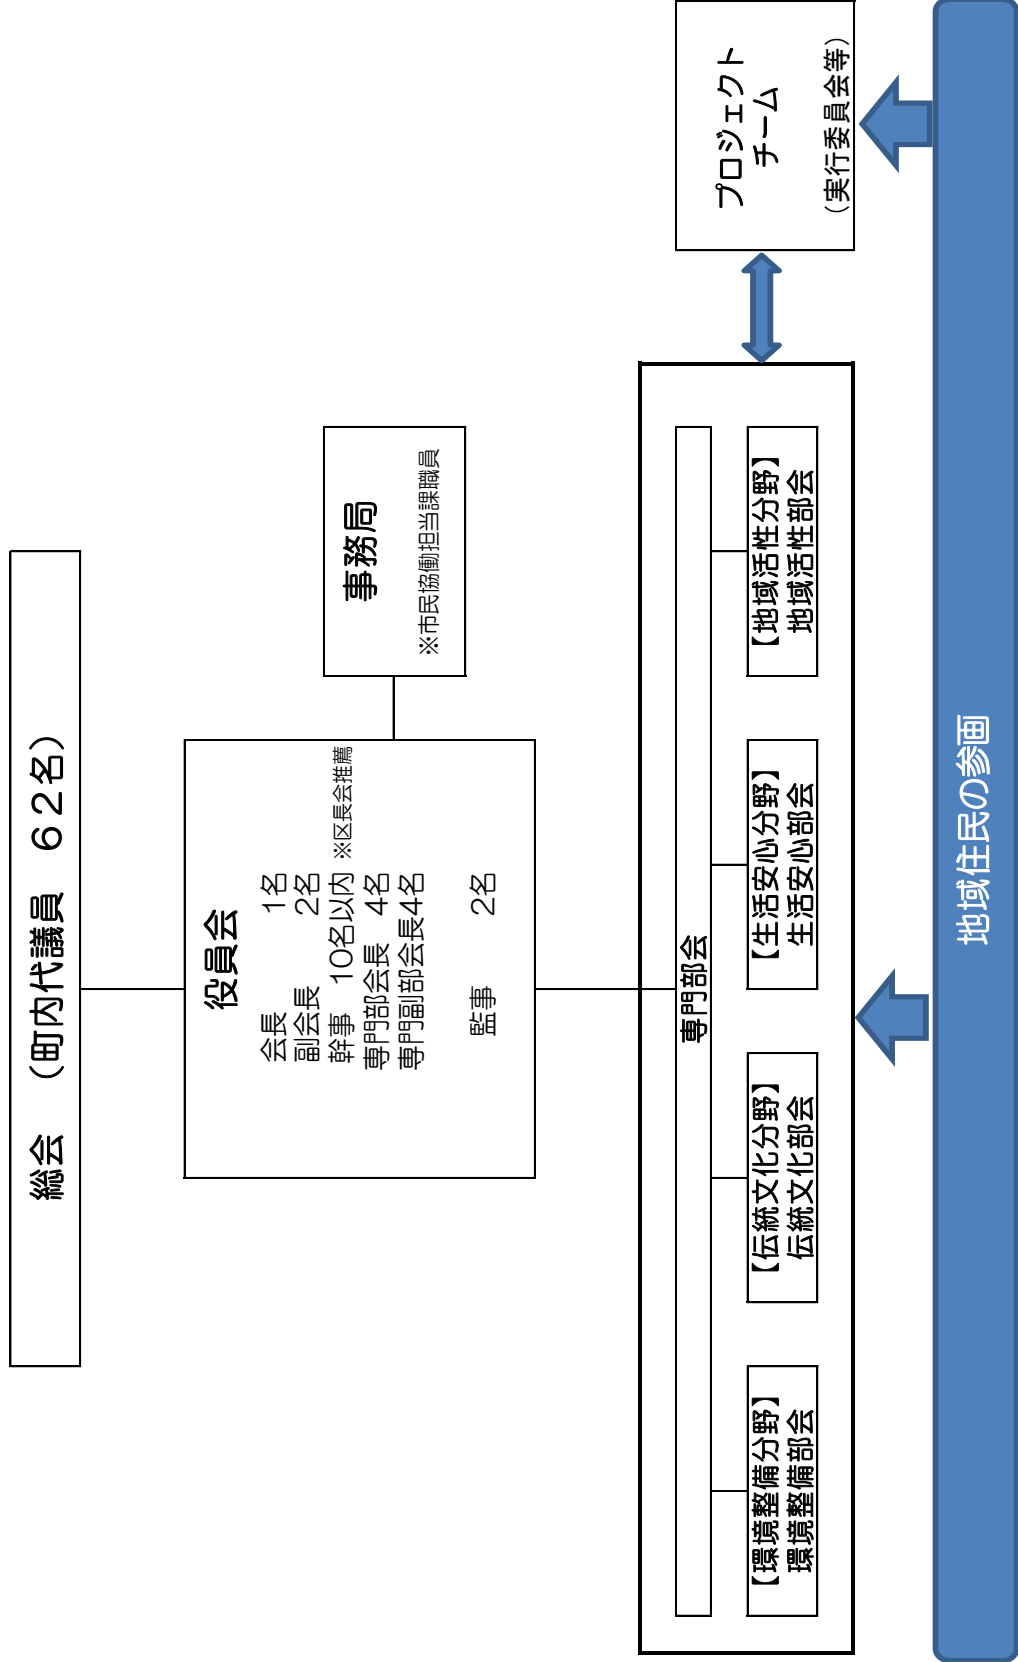 総会　（町内代議員　６２名）
役員会
会長　1名
副会長　2名
幹事　10名以内　※区長会推薦
専門部会長　4名
専門副部会長4名
監事　2名
事務局
※市民協働担当課職員
専門部会
【環境整備分野】
環境整備部会
【伝統文化分野】
伝統文化部会
【生活安心分野】
生活安心部会
【地域活性分野】
地域活性部会
プロジェクト
チーム
（実行委員会等）
地域住民の参画